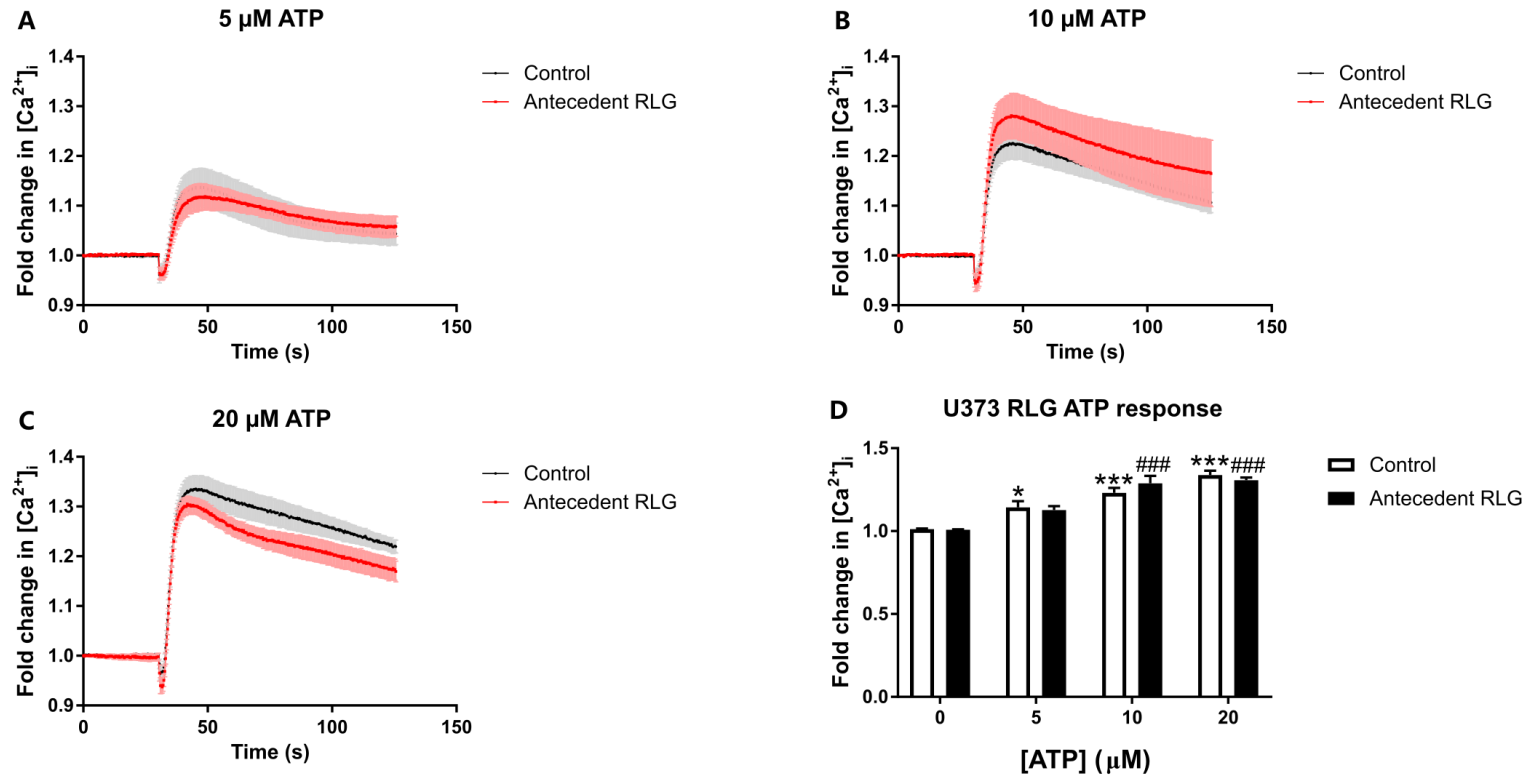 A
5 µM ATP
Fold change in [Ca2+]i
1.4
1.3
1.2
1.1
1.0
0.9
0
50
100
150
Time (s)
Control
Antecedent RLG
B
10 µM ATP
Fold change in [Ca2+]i
1.4
1.3
1.2
1.1
1.0
0.9
0
50
100
150
Time (s)
Control
Antecedent RLG
C
20 µM ATP
Fold change in [Ca2+]i
1.4
1.3
1.2
1.1
1.0
0.9
0
50
100
150
Time (s)
Control
Antecedent RLG
D
U373 RLG ATP response
Fold change in [Ca2+]i
1.5
1.0
0.5
0.0
*
***
###
***
###
0
5
10
20
[ATP] (µM)
Control
Antecedent RLG